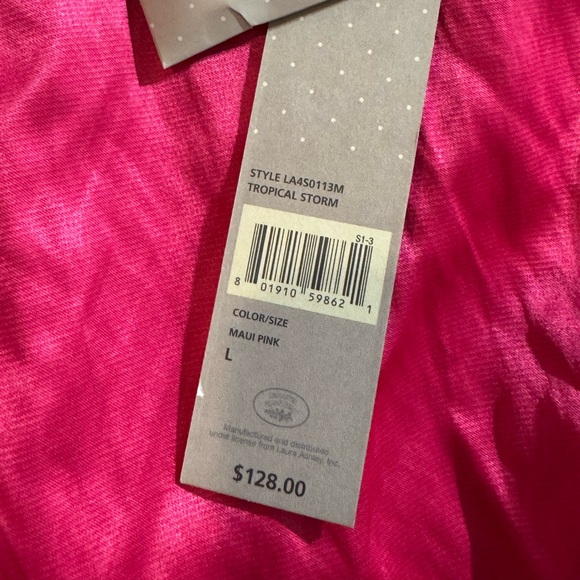 STYLE LA4S0113M
TROPICAL STORM
S1-3
8 01910 59862 1
COLOR/SIZE
MAUI PINK
L
Manufactured and distributed
under license from Laura Ashley, Inc.
$128.00